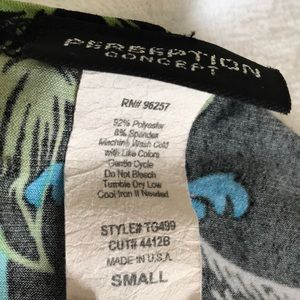 PERSEPTION
CONCEPT
RN# 96257
92% Polyester
8% Spandex
Machine Wash Cold
with Like Colors
Gentle Cycle
Do Not Bleach
Tumble Dry Low
Cool Iron If Needed
STYLE# TG499
CUT# 4412B
MADE IN U.S.A.
SMALL